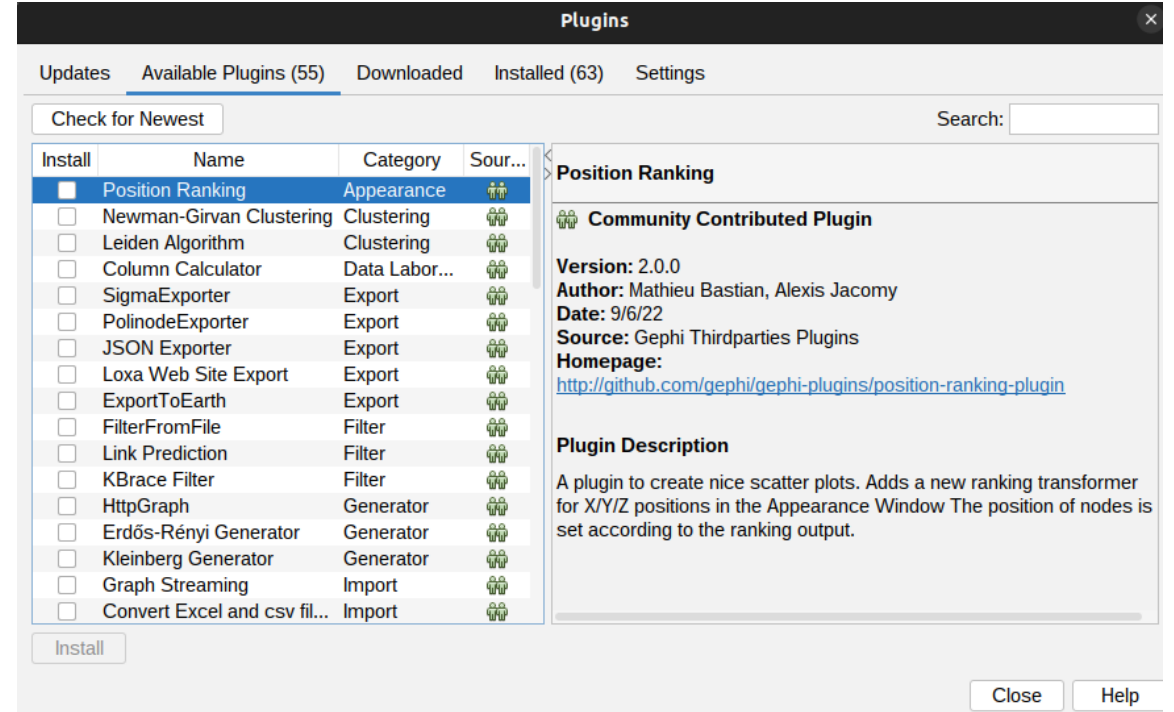 Plugins
Updates Available Plugins (55) Downloaded Installed (63) Settings
Check for Newest Search:
Install Name Category Sour...
Position Ranking Appearance
Newman-Girvan Clustering Clustering
Leiden Algorithm Clustering
Column Calculator Data Labor...
SigmaExporter Export
PolinodeExporter Export
JSON Exporter Export
Loxa Web Site Export Export
ExportToEarth Export
FilterFromFile Filter
Link Prediction Filter
KBrace Filter Filter
HttpGraph Generator
Erdős-Rényi Generator Generator
Kleinberg Generator Generator
Graph Streaming Import
Convert Excel and csv fil... Import
Position Ranking
Community Contributed Plugin
Version: 2.0.0
Author: Mathieu Bastian, Alexis Jacomy
Date: 9/6/22
Source: Gephi Thirdparties Plugins
Homepage:
http://github.com/gephi/gephi-plugins/position-ranking-plugin
Plugin Description
A plugin to create nice scatter plots. Adds a new ranking transformer
for X/Y/Z positions in the Appearance Window The position of nodes is
set according to the ranking output.
Install
Close Help